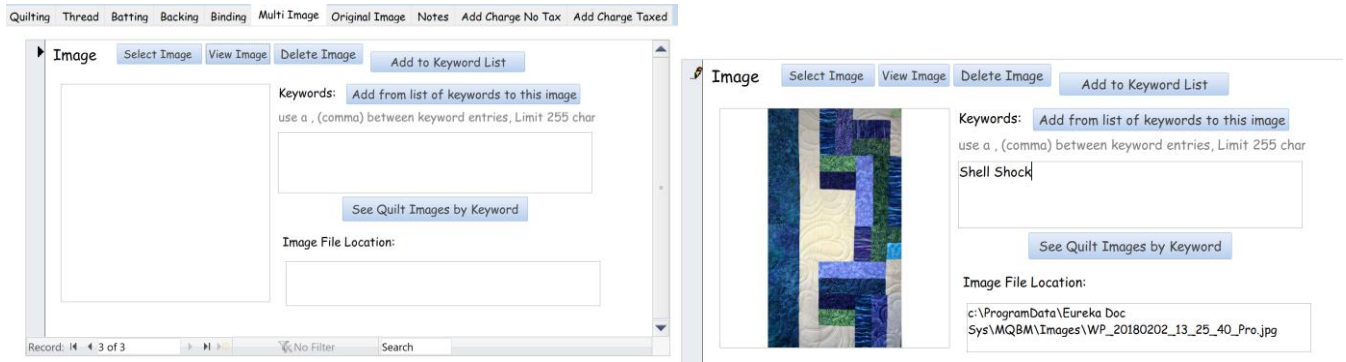 Quilting Thread Batting Backing Binding Multi Image Original Image Notes Add Charge No Tax Add Charge Taxed
Image Select Image View Image Delete Image Add to Keyword List
Keywords: Add from list of keywords to this image
use a , (comma) between keyword entries, Limit 255 char
See Quilt Images by Keyword
Image File Location:
Record: 3 of 3 No Filter Search
Image Select Image View Image Delete Image Add to Keyword List
Keywords: Add from list of keywords to this image
use a , (comma) between keyword entries, Limit 255 char
Shell Shock
See Quilt Images by Keyword
Image File Location:
c:\ProgramData\Eureka Doc
Sys\MQBM\Images\WP_20180202_13_25_40_Pro.jpg